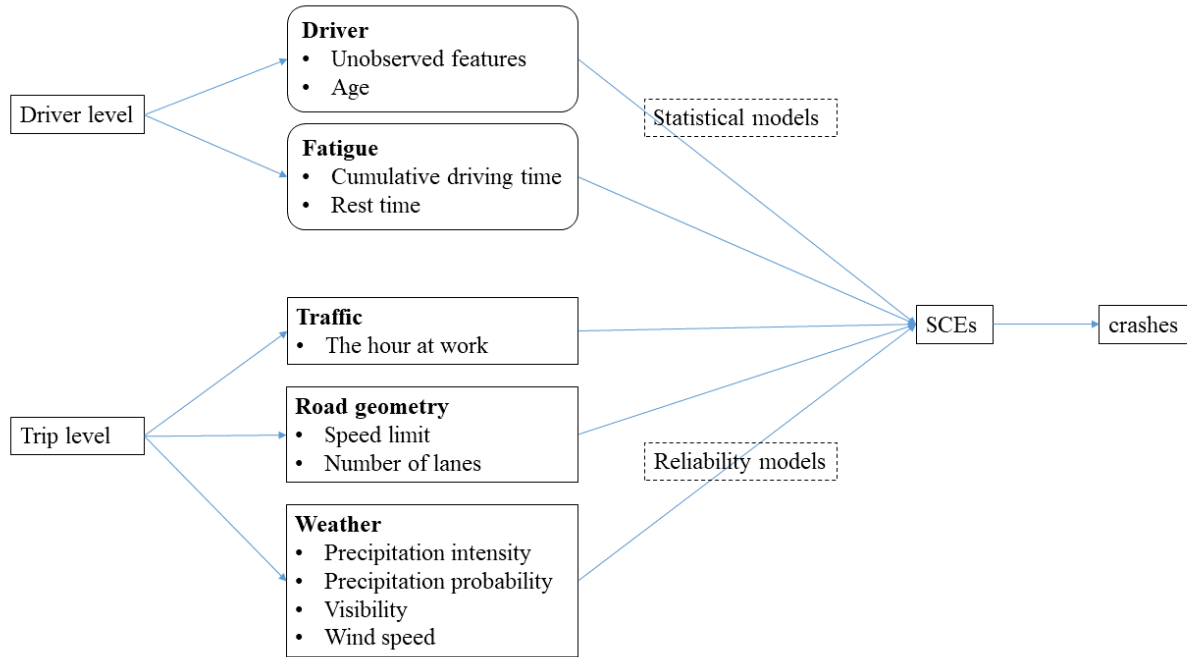 Driver level
Driver
• Unobserved features
• Age
Fatigue
• Cumulative driving time
• Rest time
Statistical models
Trip level
Traffic
• The hour at work
Road geometry
• Speed limit
• Number of lanes
Weather
• Precipitation intensity
• Precipitation probability
• Visibility
• Wind speed
Reliability models
SCEs
crashes